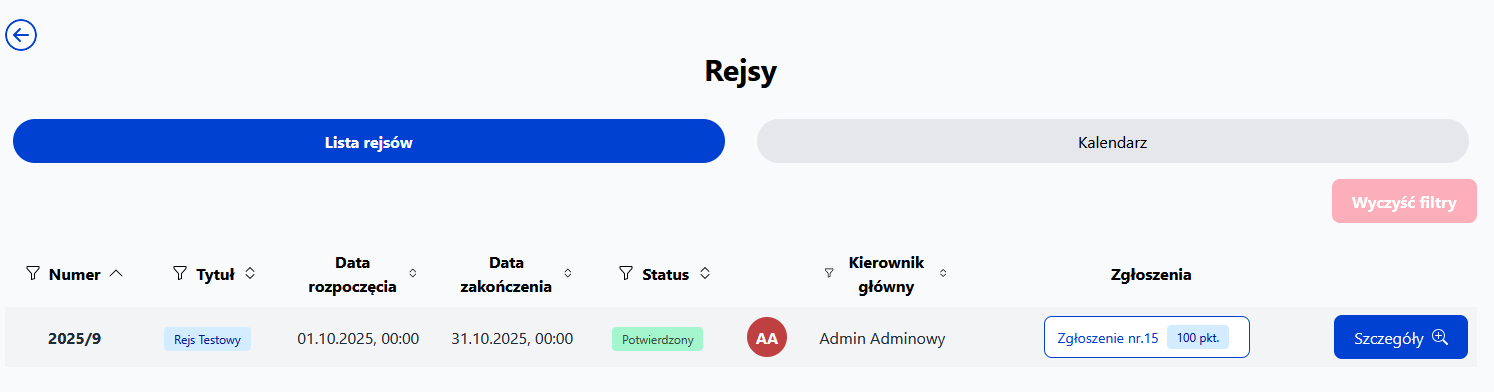 Rejsy
Lista rejsów Kalendarz
Wyczyść filtry
Numer Tytuł Data rozpoczęcia Data zakończenia Status Kierownik główny Zgłoszenia
2025/9 Rejs Testowy 01.10.2025, 00:00 31.10.2025, 00:00 Potwierdzony AA Admin Adminowy Zgłoszenie nr.15 100 pkt. Szczegóły